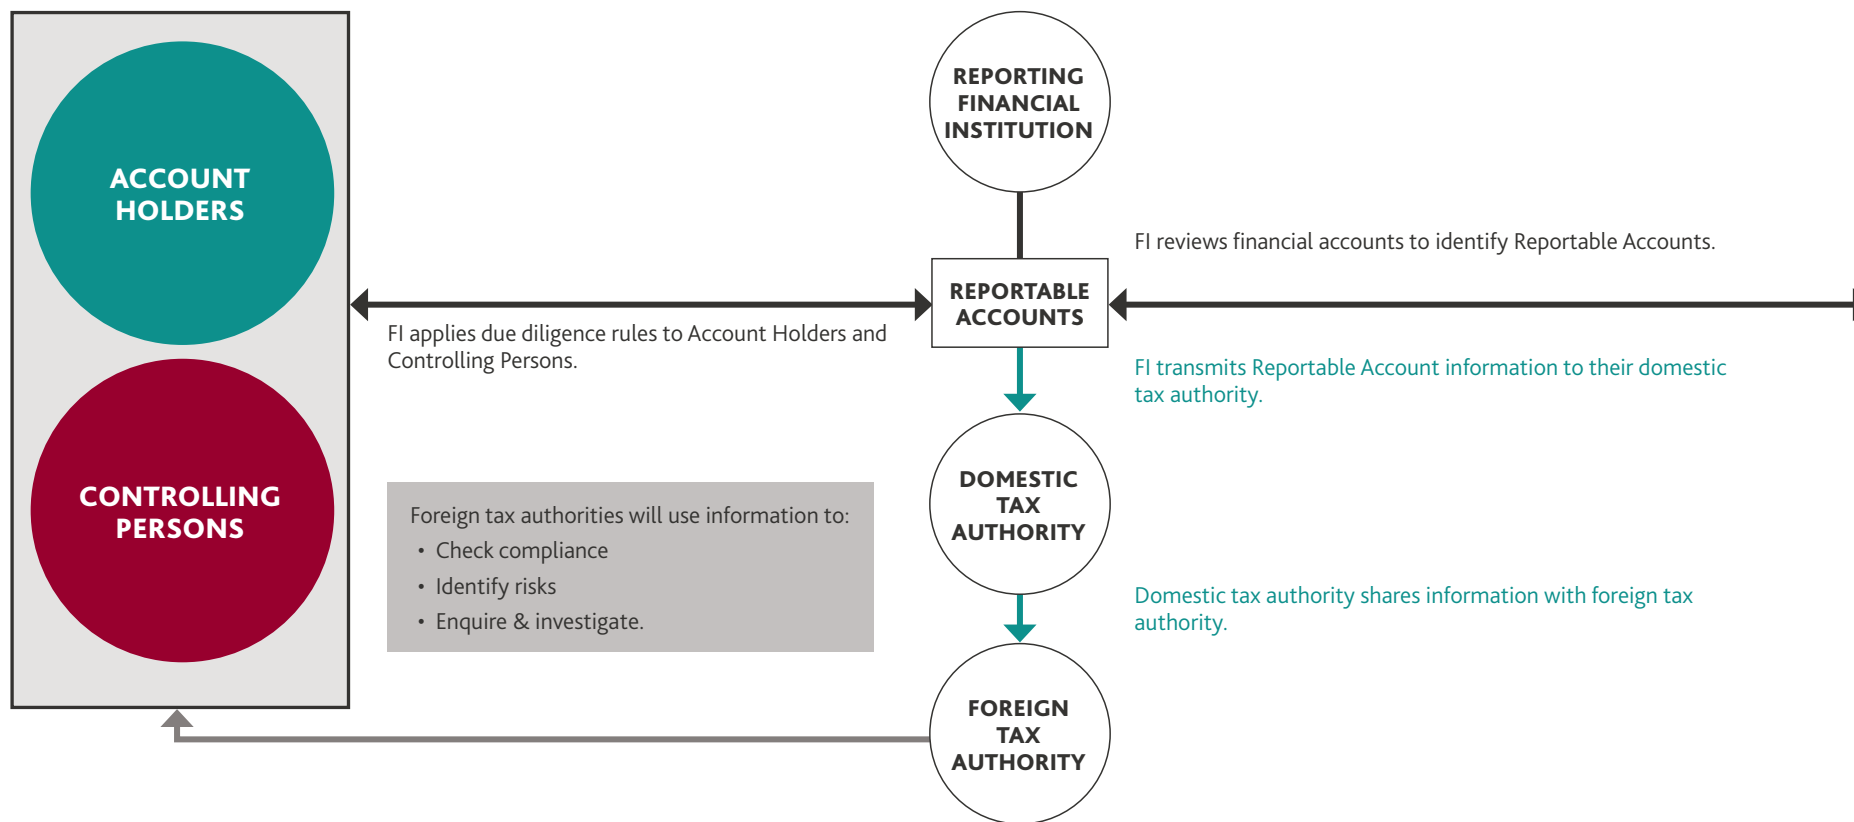 ACCOUNT
HOLDERS
CONTROLLING
PERSONS
FI applies due diligence rules to Account Holders and
Controlling Persons.
Foreign tax authorities will use information to:
• Check compliance
• Identify risks
• Enquire & investigate.
REPORTING
FINANCIAL
INSTITUTION
REPORTABLE
ACCOUNTS
DOMESTIC
TAX
AUTHORITY
FOREIGN
TAX
AUTHORITY
FI reviews financial accounts to identify Reportable Accounts.
FI transmits Reportable Account information to their domestic
tax authority.
Domestic tax authority shares information with foreign tax
authority.